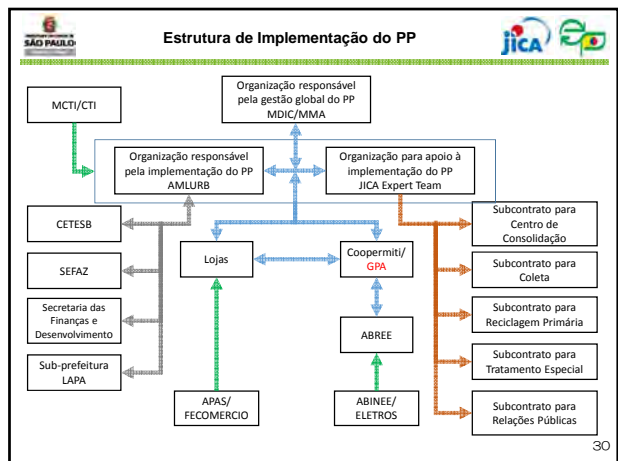 SÃO PAULO
Estrutura de Implementação do PP
jica
MCTI/CTI
Organização responsável
pela gestão global do PP
MDIC/MMA
Organização responsável
pela implementação do PP
AMLURB
Organização para apoio à
implementação do PP
JICA Expert Team
CETESB
SEFAZ
Secretaria das
Finanças e
Desenvolvimento
Sub-prefeitura
LAPA
Lojas
Coopermiti/
GPA
ABREE
APAS/
FECOMERCIO
ABINEE/
ELETROS
Subcontrato para
Centro de
Consolidação
Subcontrato para
Coleta
Subcontrato para
Reciclagem Primária
Subcontrato para
Tratamento Especial
Subcontrato para
Relações Públicas
30